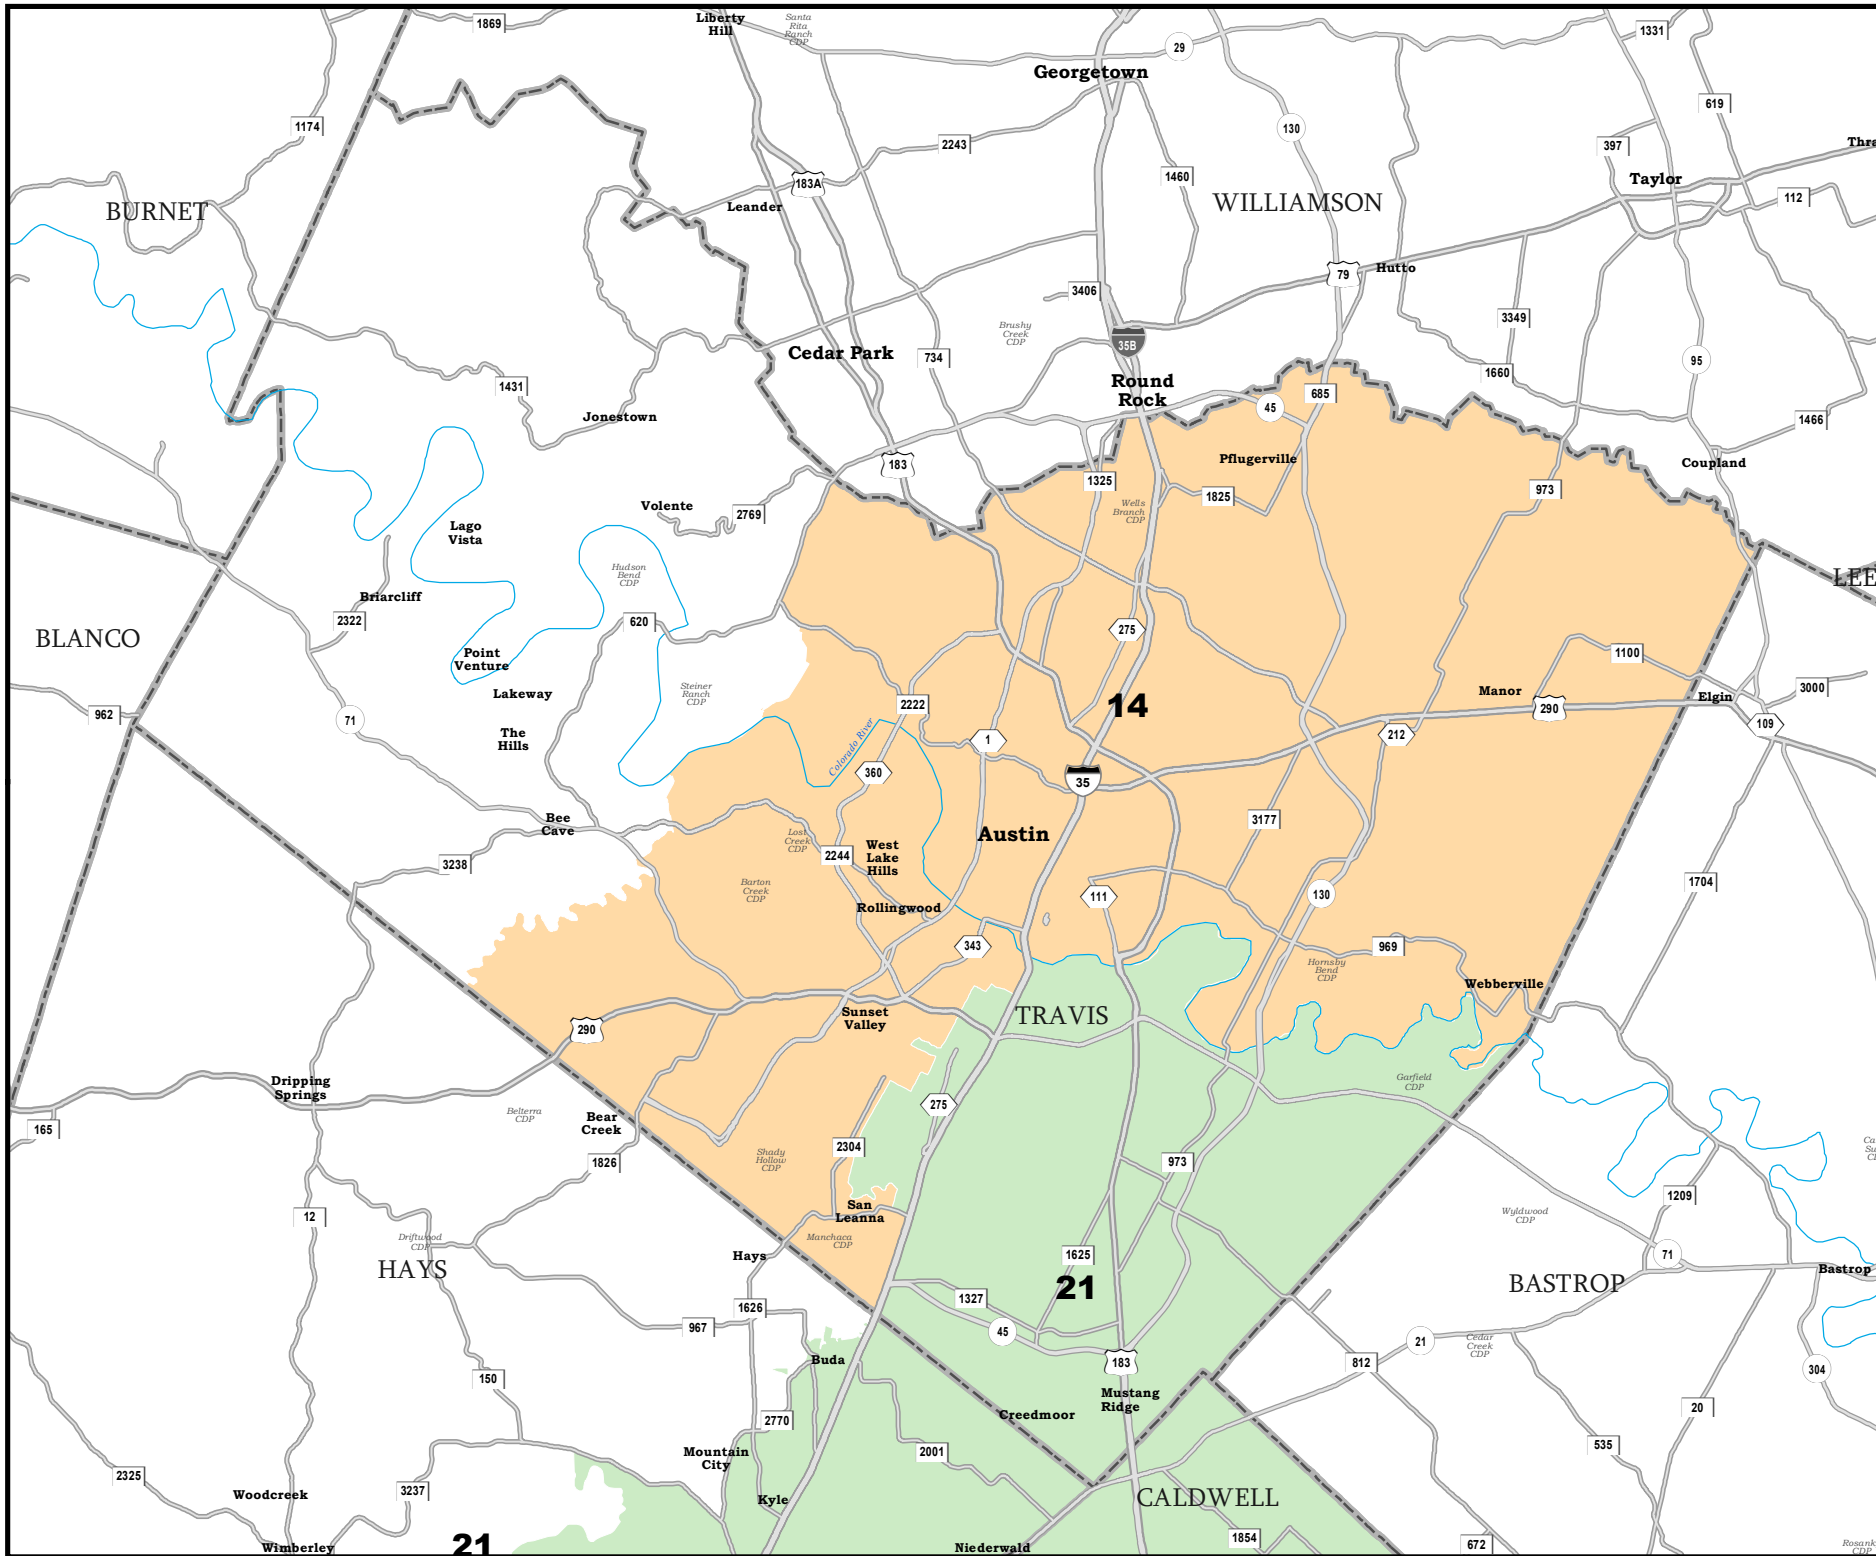 1869
Liberty
Hill
Santa
Rita
Ranch
CDP
29
1331
Georgetown
619
1174
130
397
2243
Thra
183A
1460
Taylor
112
BURNET
Leander
WILLIAMSON
79
Hutto
3406
3349
Brushy
Creek
CDP
35B
Cedar Park
734
95
1660
1431
Round
Rock
685
45
Jonestown
1466
183
Pflugerville
Coupland
1325
1825
973
Volente
2769
Wells
Branch
CDP
Lago
Vista
Hudson
Bend
CDP
LEE
Briarcliff
2322
620
275
BLANCO
Point
Venture
1100
Steiner
Ranch
CDP
Lakeway
Manor
Elgin
3000
962
71
2222
14
290
109
The
Hills
Colorado River
1
212
360
35
Bee
Cave
Lost
Creek
CDP
Austin
3177
2244
West
Lake
Hills
3238
Barton
Creek
CDP
1704
111
130
Rollingwood
343
969
Hornsby
Bend
CDP
Webberville
290
Sunset
Valley
TRAVIS
Dripping
Springs
Garfield
CDP
Belterra
CDP
Bear
Creek
275
165
2304
Shady
Hollow
CDP
1826
973
Ca
Su
CD
1209
12
San
Leanna
Wyldwood
CDP
Driftwood
CDP
Manchaca
CDP
HAYS
Hays
1625
71
Bastrop
21
BASTROP
1327
1626
967
45
21
Cedar
Creek
CDP
Buda
183
812
304
150
Mustang
Ridge
2770
Creedmoor
20
Mountain
City
2001
535
2325
3237
Woodcreek
Kyle
CALDWELL
1854
672
Wimberley
21
Niederwald
Rosank
CDP